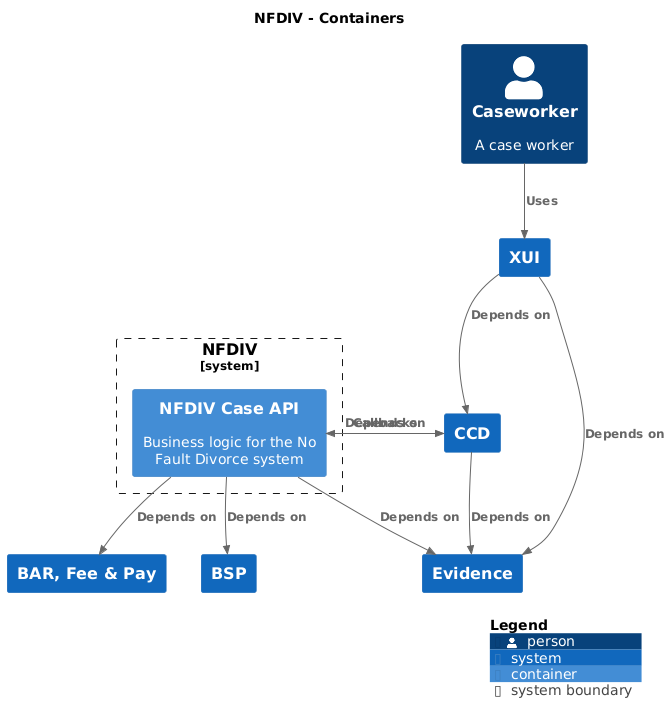 NFDIV - Containers
Caseworker
A case worker
Uses
XUI
Depends on
NFDIV
[system]
NFDIV Case API
Business logic for the No
Fault Divorce system
Depends on
Callbacks
CCD
Depends on
Depends on
Depends on
Depends on
Depends on
BAR, Fee & Pay
BSP
Evidence
Legend
person
system
container
system boundary